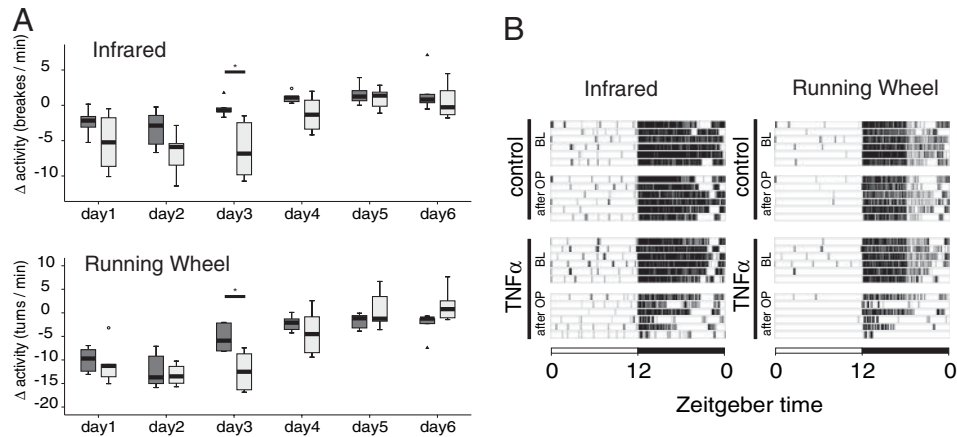 A
Infrared
Δ activity (breakes / min)
5
0
-5
-10
*
day1 day2 day3 day4 day5 day6
Running Wheel
Δ activity (turns / min)
10
5
0
-5
-10
-15
-20
*
day1 day2 day3 day4 day5 day6
B
Infrared
Running Wheel
control
BL
after OP
TNFα
BL
after OP
control
BL
after OP
TNFα
BL
after OP
0 12 0
0 12 0
Zeitgeber time